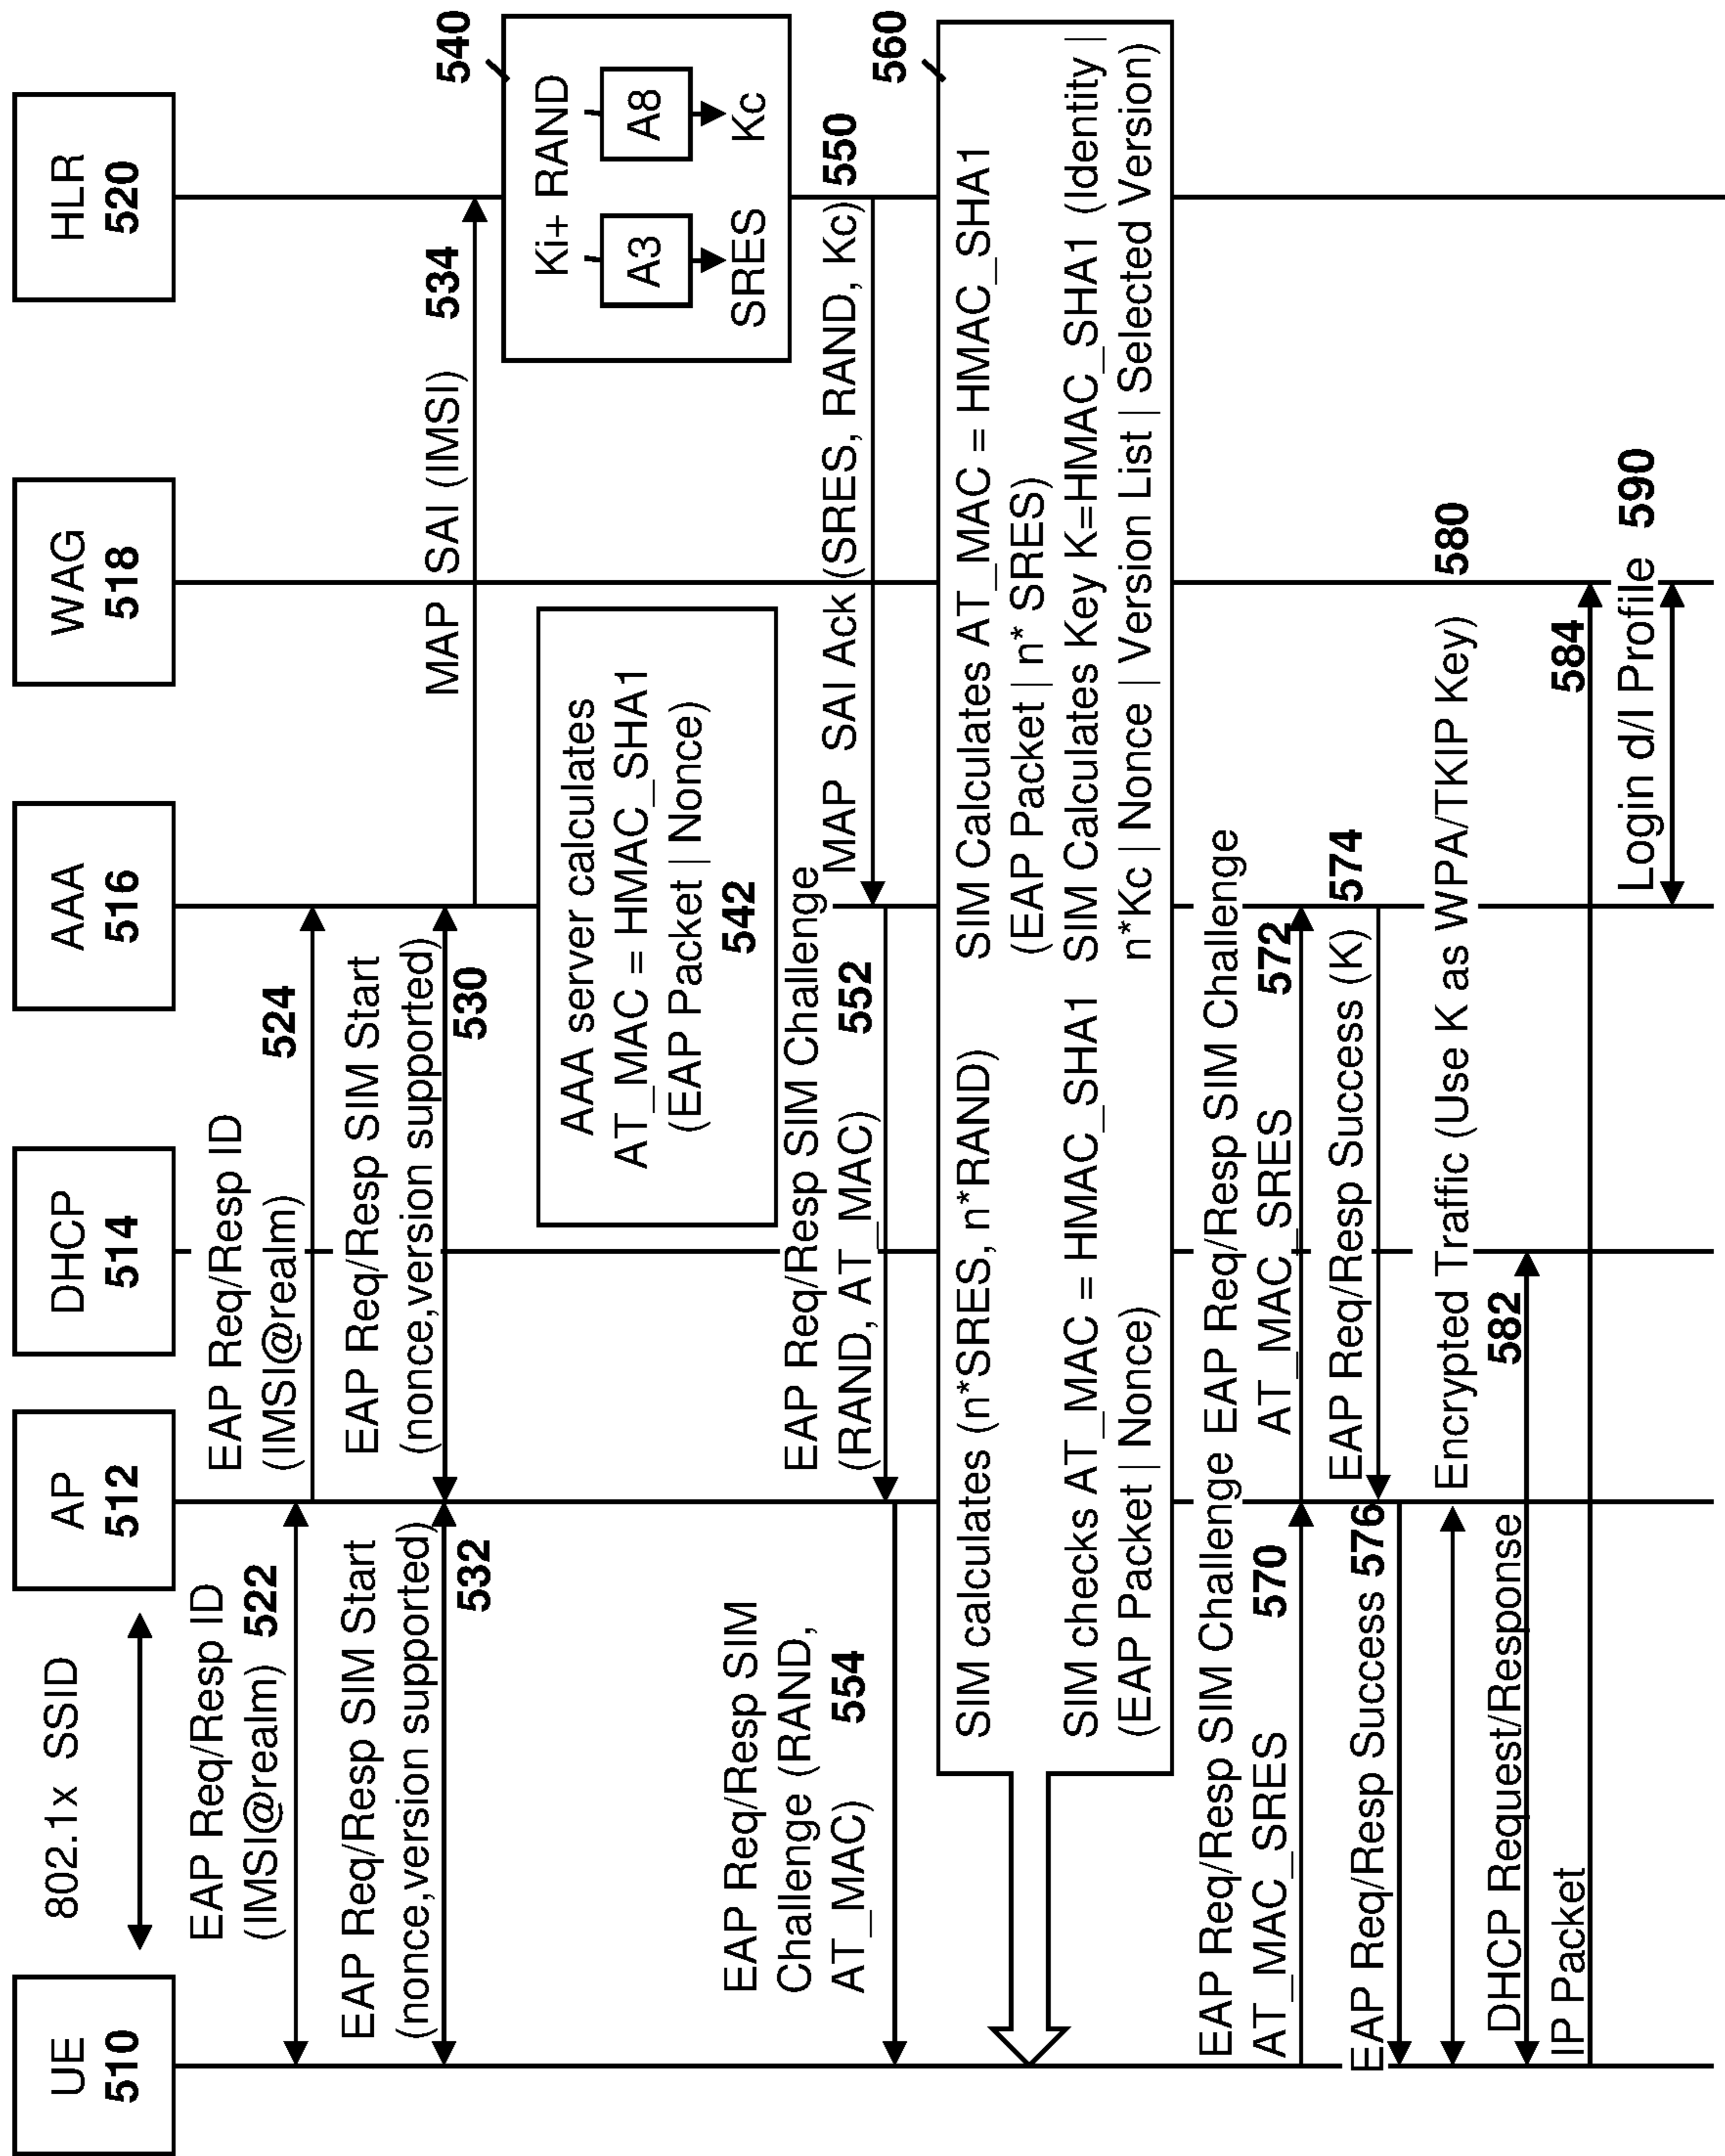 UE
510
802.1x SSID
AP
512
DHCP
514
AAA
516
WAG
518
HLR
520
EAP Req/Resp ID
(IMSI@realm) 522
EAP Req/Resp ID
(IMSI@realm)
524
EAP Req/Resp SIM Start
(nonce,version supported)
532
EAP Req/Resp SIM Start
(nonce,version supported)
530
MAP SAI (IMSI)
534
540
Ki+ RAND
A3
A8
SRES
Kc
AAA server calculates
AT_MAC = HMAC_SHA1
(EAP Packet | Nonce)
542
MAP SAI Ack (SRES, RAND, Kc) 550
EAP Req/Resp SIM Challenge
(RAND, AT_MAC)
552
EAP Req/Resp SIM
Challenge (RAND,
AT_MAC)
554
560
SIM calculates (n*SRES, n*RAND)
SIM checks AT_MAC = HMAC_SHA1
(EAP Packet | Nonce)
SIM Calculates AT_MAC = HMAC_SHA1
(EAP Packet | n* SRES)
SIM Calculates Key K=HMAC_SHA1 (Identity |
n*Kc | Nonce | Version List | Selected Version)
EAP Req/Resp SIM Challenge
AT_MAC_SRES
570
EAP Req/Resp SIM Challenge
AT_MAC_SRES
572
EAP Req/Resp Success (K)
574
EAP Req/Resp Success 576
Encrypted Traffic (Use K as WPA/TKIP Key)
580
DHCP Request/Response
582
IP Packet
584
Login d/l Profile 590